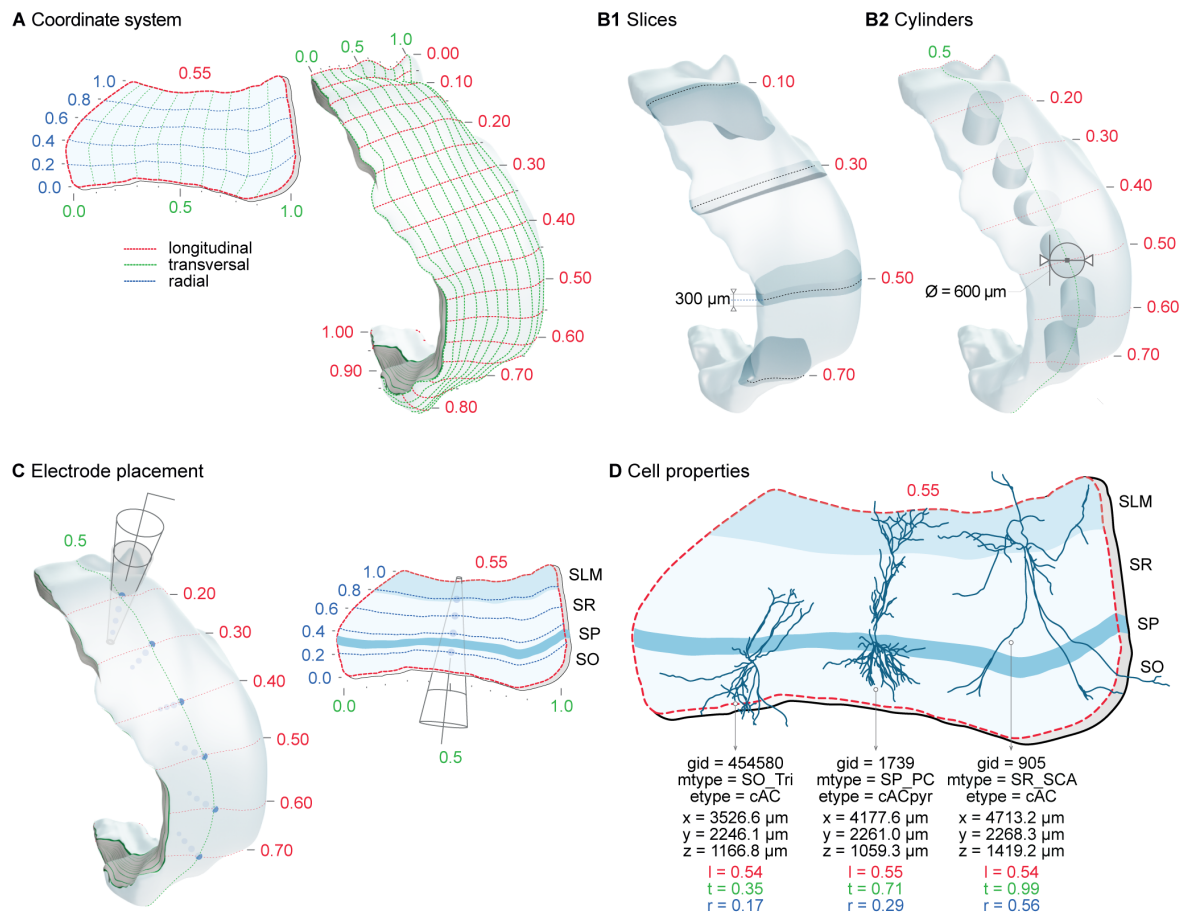 A Coordinate system
1.0
0.8
0.6
0.4
0.2
0.0
0.55
0.0
0.5
1.0
longitudinal
transversal
radial
0.0
0.5
1.0
0.00
0.10
0.20
0.30
0.40
0.50
0.60
0.70
0.80
1.00
0.90
B1 Slices
0.10
0.30
0.50
300 µm
0.70
B2 Cylinders
0.5
0.20
0.30
0.40
0.50
Ø = 600 µm
0.60
0.70
C Electrode placement
0.5
0.20
0.30
0.40
0.50
0.60
0.70
0.55
1.0
0.8
0.6
0.4
0.2
0.0
SLM
SR
SP
SO
0.0
1.0
0.5
D Cell properties
0.55
SLM
SR
SP
SO
gid = 454580
mtype = SO_Tri
etype = cAC
x = 3526.6 µm
y = 2246.1 µm
z = 1166.8 µm
l = 0.54
t = 0.35
r = 0.17
gid = 1739
mtype = SP_PC
etype = cACpyr
x = 4177.6 µm
y = 2261.0 µm
z = 1059.3 µm
l = 0.55
t = 0.71
r = 0.29
gid = 905
mtype = SR_SCA
etype = cAC
x = 4713.2 µm
y = 2268.3 µm
z = 1419.2 µm
l = 0.54
t = 0.99
r = 0.56